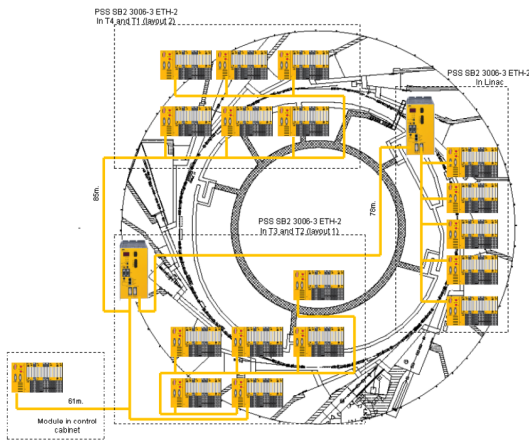 PSS SB2 3006-3 ETH-2
In T4 and T1 (layout 2)
PSS SB2 3006-3 ETH-2
In Linac
85m.
78m.
PSS SB2 3006-3 ETH-2
In T3 and T2 (layout 1)
61m.
Module in control
cabinet